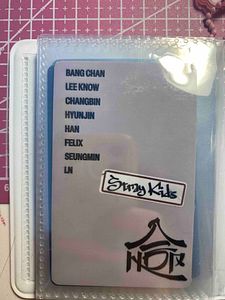 BANG CHAN
LEE KNOW
CHANGBIN
HYUNJIN
HAN
FELIX
SEUNGMIN
I.N
Stray Kids